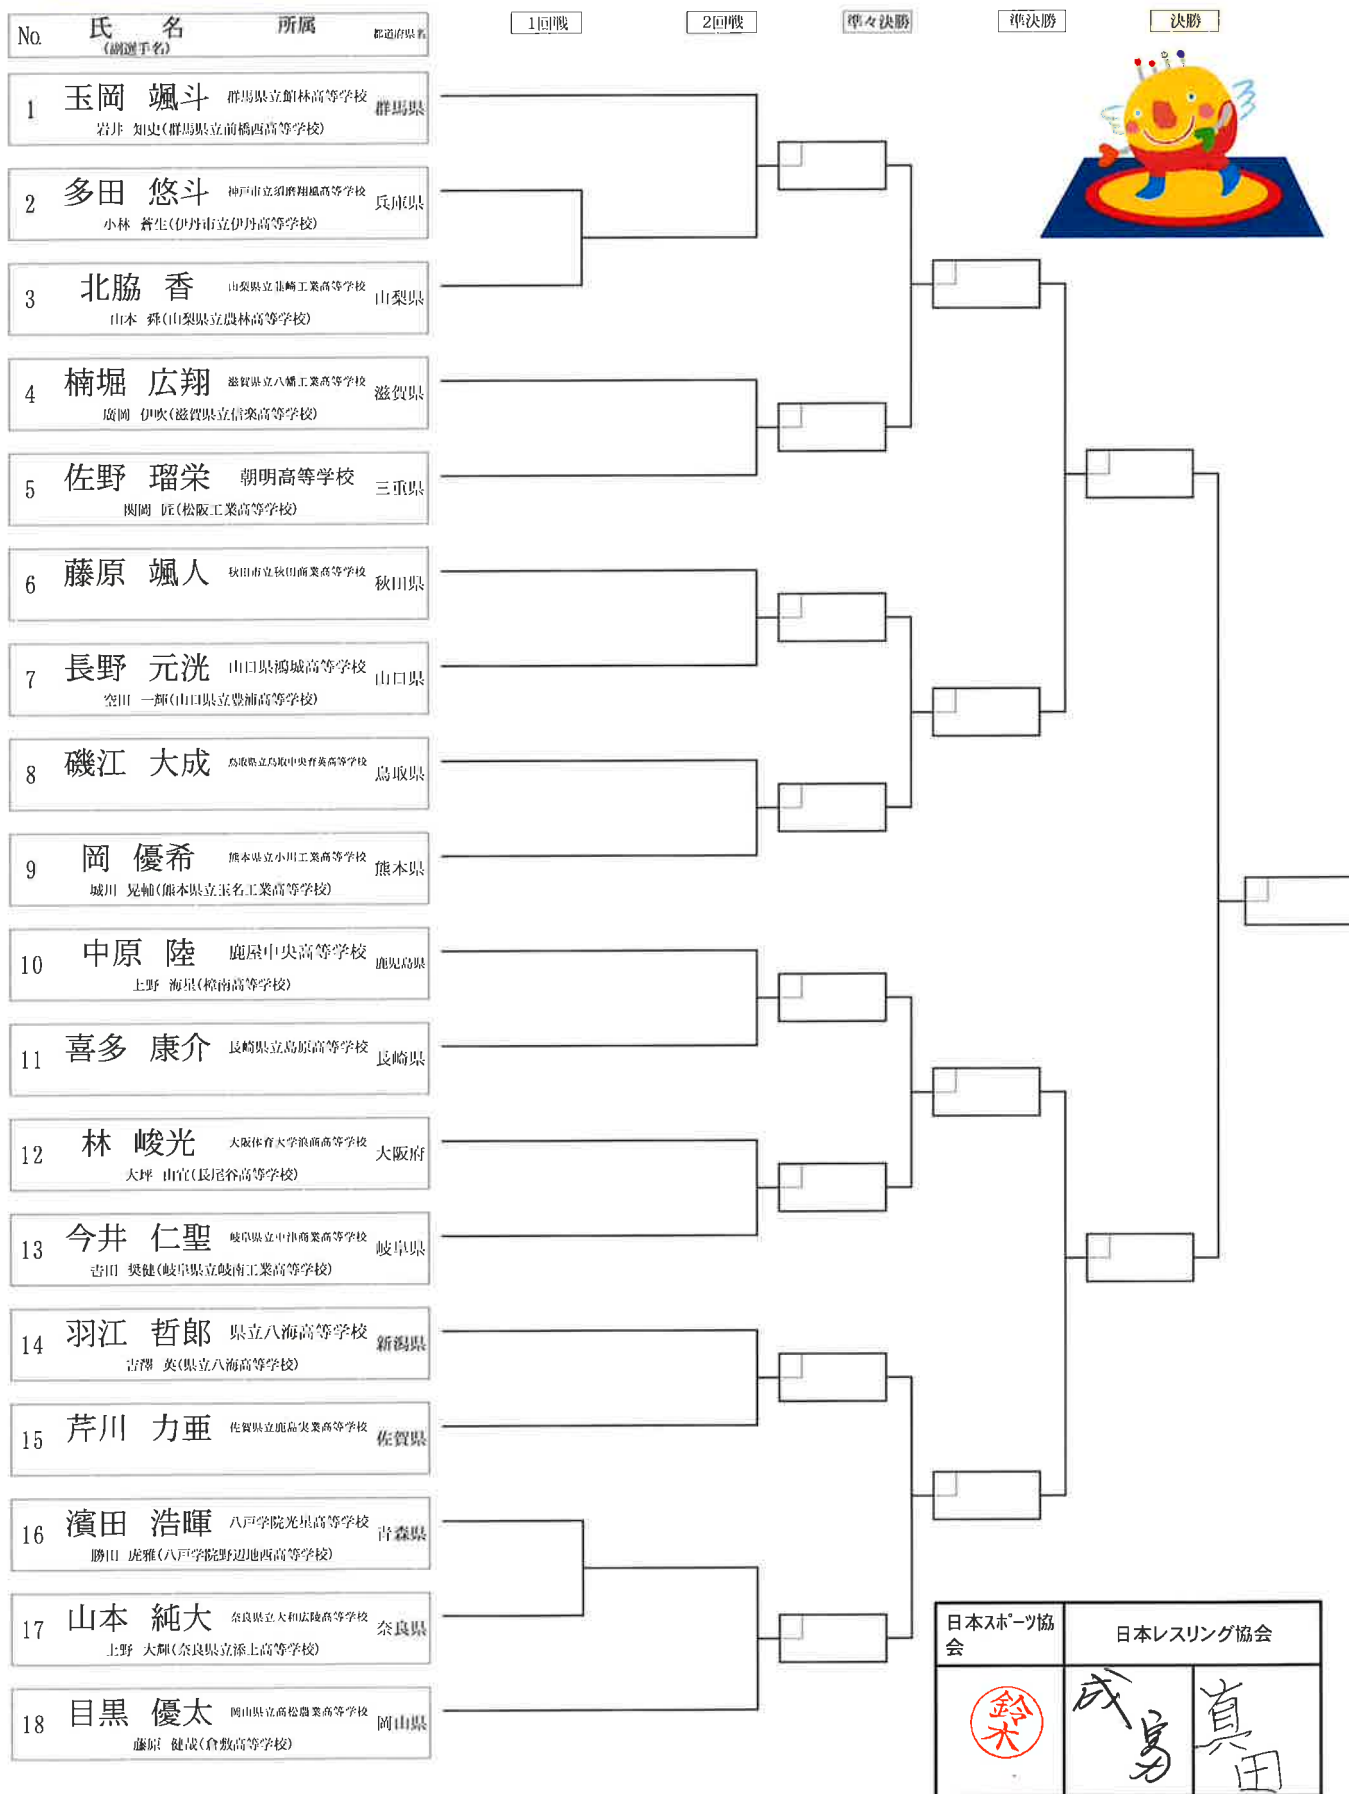 No. 氏 名 所属 都道府県名 1回戦 2回戦 準々決勝 準決勝 決勝
(副選手名)
1 玉岡 颯斗 群馬県立館林高等学校 群馬県
岩井 知史(群馬県立前橋西高等学校)
2 多田 悠斗 神戸市立須磨翔風高等学校 兵庫県
小林 蒼生(伊丹市立伊丹高等学校)
3 北脇 香 山梨県立韮崎工業高等学校 山梨県
山本 舜(山梨県立農林高等学校)
4 楠堀 広翔 滋賀県立八幡工業高等学校 滋賀県
廣岡 伊吹(滋賀県立信楽高等学校)
5 佐野 瑠栄 朝明高等学校 三重県
関岡 匠(松阪工業高等学校)
6 藤原 颯人 秋田市立秋田商業高等学校 秋田県
7 長野 元洸 山口県鴻城高等学校 山口県
空田 一輝(山口県立豊浦高等学校)
8 磯江 大成 鳥取県立鳥取中央育英高等学校 鳥取県
9 岡 優希 熊本県立小川工業高等学校 熊本県
城川 晃輔(熊本県立玉名工業高等学校)
10 中原 陸 鹿屋中央高等学校 鹿児島県
上野 海星(樟南高等学校)
11 喜多 康介 長崎県立島原高等学校 長崎県
12 林 峻光 大阪体育大学浪商高等学校 大阪府
大坪 由宜(長尾谷高等学校)
13 今井 仁聖 岐阜県立中津商業高等学校 岐阜県
吉田 奨健(岐阜県立岐南工業高等学校)
14 羽江 哲郎 県立八海高等学校 新潟県
吉澤 英(県立八海高等学校)
15 芹川 力亜 佐賀県立鹿島実業高等学校 佐賀県
16 濱田 浩暉 八戸学院光星高等学校 青森県
勝田 虎雅(八戸学院野辺地西高等学校)
17 山本 純大 奈良県立大和広陵高等学校 奈良県
上野 大輝(奈良県立添上高等学校)
18 目黒 優太 岡山県立高松農業高等学校 岡山県
藤原 健哉(倉敷高等学校)
日本スポーツ協会 日本レスリング協会
鈴木 成富 真田